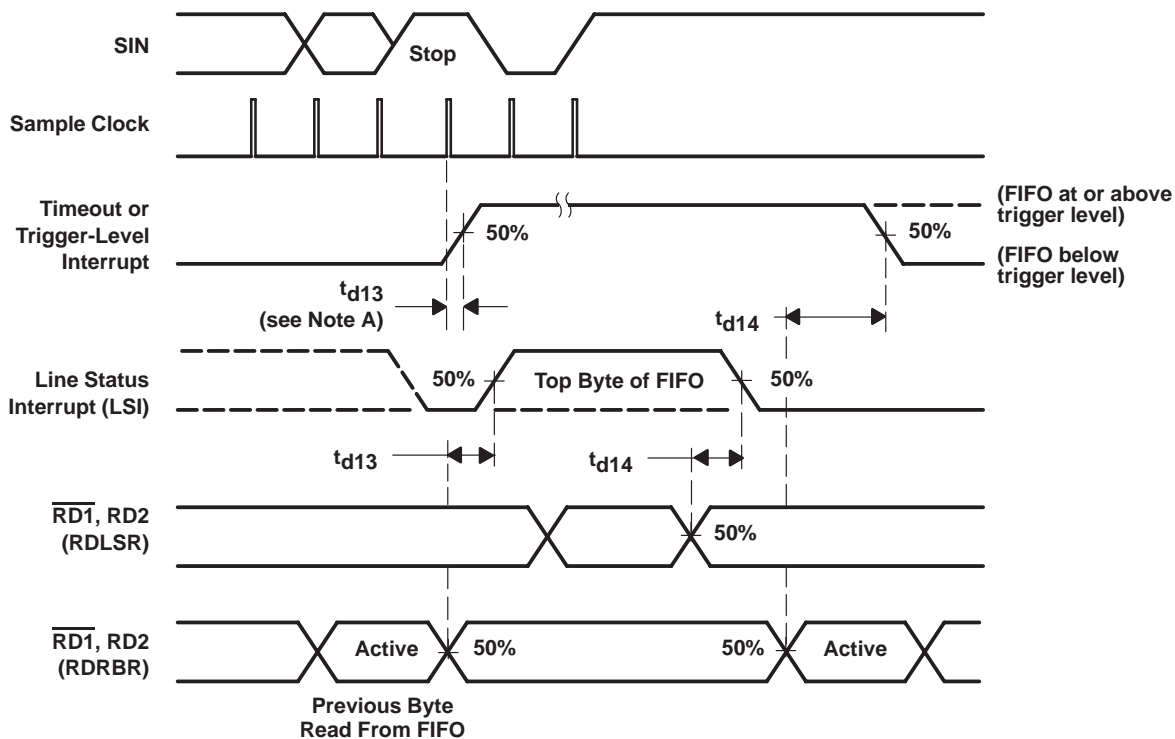 SIN
Stop
Sample Clock
Timeout or
Trigger-Level
Interrupt
50%
50%
(FIFO at or above
trigger level)
(FIFO below
trigger level)
td13
(see Note A)
td14
Line Status
Interrupt (LSI)
50%
Top Byte of FIFO
50%
td13
td14
RD1, RD2
(RDLSR)
50%
RD1, RD2
(RDRBR)
Active
50%
50%
Active
Previous Byte
Read From FIFO